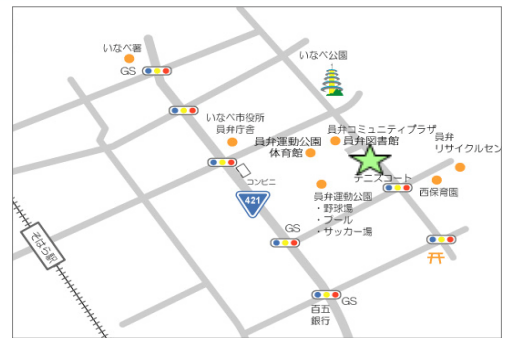 いなべ署
GS
いなべ公園
いなべ市役所
員弁庁舎
員弁コミュニティプラザ
員弁図書館
員弁運動公園
体育館
員弁
リサイクルセン
テニスコート
西保育園
コンビニ
421
員弁運動公園
・野球場
・プール
・サッカー場
GS
そはら駅
GS
百五
銀行